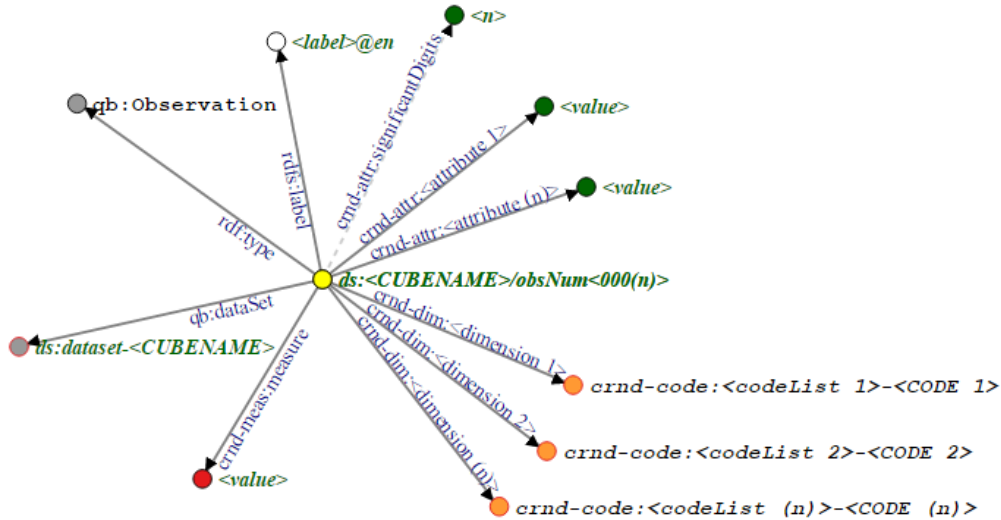 <n>
<label>@en
crnd-attr:significantDigits
qb:Observation
<value>
rdfs:label
crnd-attr:<attribute 1>
<value>
rdf:type
crnd-attr:<attribute (n)>
ds:<CUBENAME>/obsNum<000(n)>
qb:dataSet
crnd-dim:<dimension 1>
ds:dataset-<CUBENAME>
crnd-dim:<dimension 2>
crnd-meas:measure
crnd-dim:<dimension (n)>
crnd-code:<codeList 1>-<CODE 1>
crnd-code:<codeList 2>-<CODE 2>
<value>
crnd-code:<codeList (n)>-<CODE (n)>